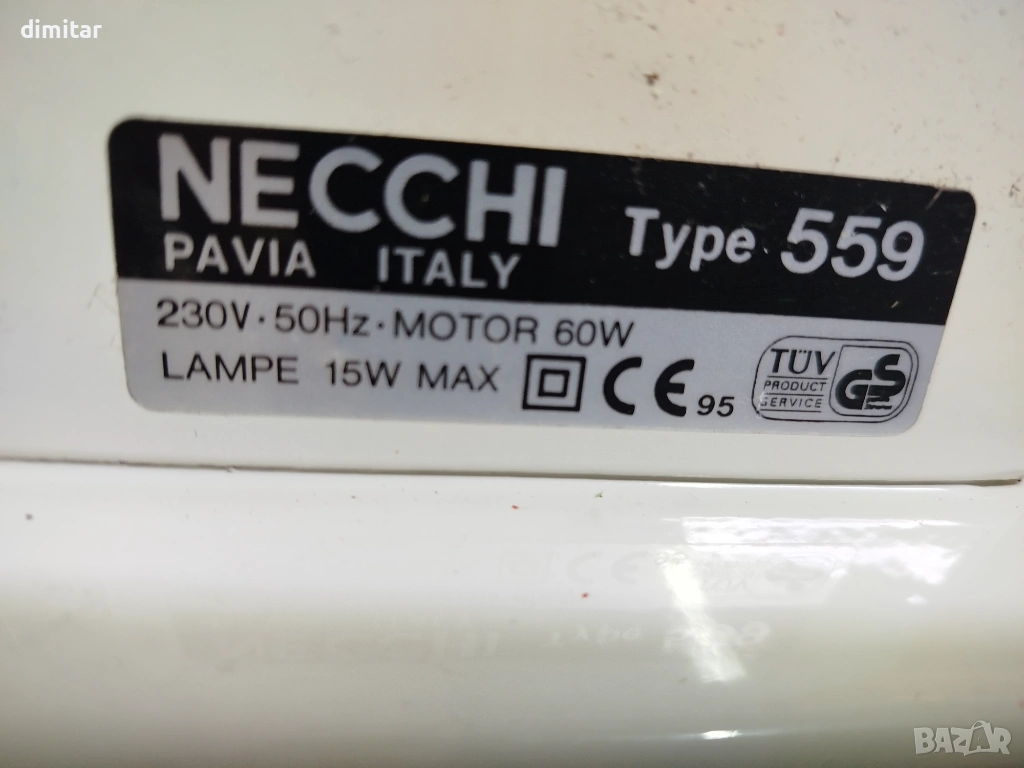 dimitar
NECCHI
PAVIA ITALY
Type 559
230V · 50Hz · MOTOR 60W
LAMPE 15W MAX
CE 95
TÜV
PRODUCT
SERVICE
GS
BAZAR